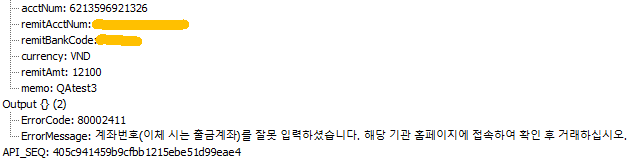 acctNum: 6213596921326
remitAcctNum:
remitBankCode:
currency: VND
remitAmt: 12100
memo: QAtest3
Output {} (2)
ErrorCode: 80002411
ErrorMessage: 계좌번호(이체 시는 출금계좌)를 잘못 입력하셨습니다. 해당 기관 홈페이지에 접속하여 확인 후 거래하십시오.
API_SEQ: 405c941459b9cfbb1215ebe51d99eae4